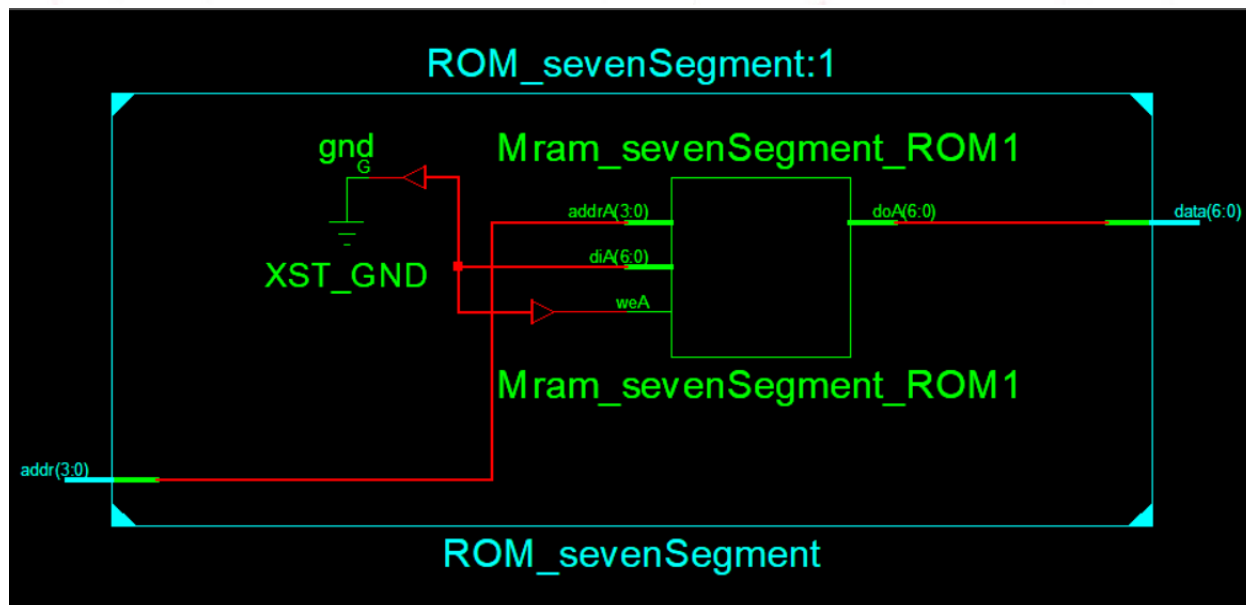 ROM_sevenSegment:1
gnd
G
Mram_sevenSegment_ROM1
addrA(3:0)
doA(6:0)
data(6:0)
diA(6:0)
XST_GND
weA
Mram_sevenSegment_ROM1
addr(3:0)
ROM_sevenSegment